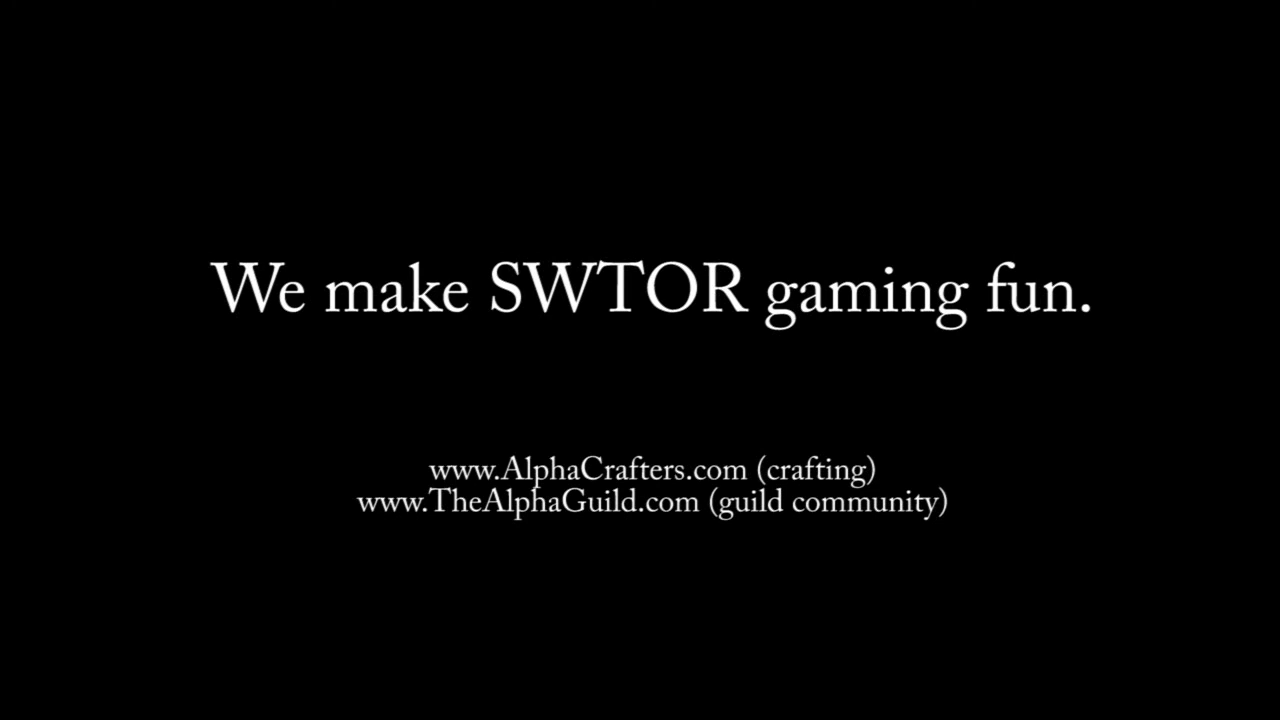 We make SWTOR gaming fun.
www.AlphaCrafters.com (crafting)
www.TheAlphaGuild.com (guild community)